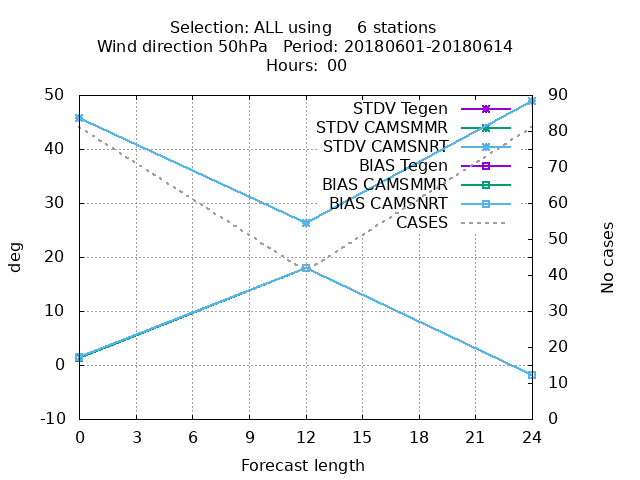 Selection: ALL using     6 stations
Wind direction 50hPa   Period: 20180601-20180614
Hours:  00
50 90
STDV Tegen
80
STDV CAMSMMR
40 STDV CAMSNRT
70
BIAS Tegen
BIAS CAMSMMR
30 BIAS CAMSNRT 60
CASES
50
20
40
10 30
20
0
10
-10 0
0 3 6 9 12 15 18 21 24
deg
No cases
Forecast length